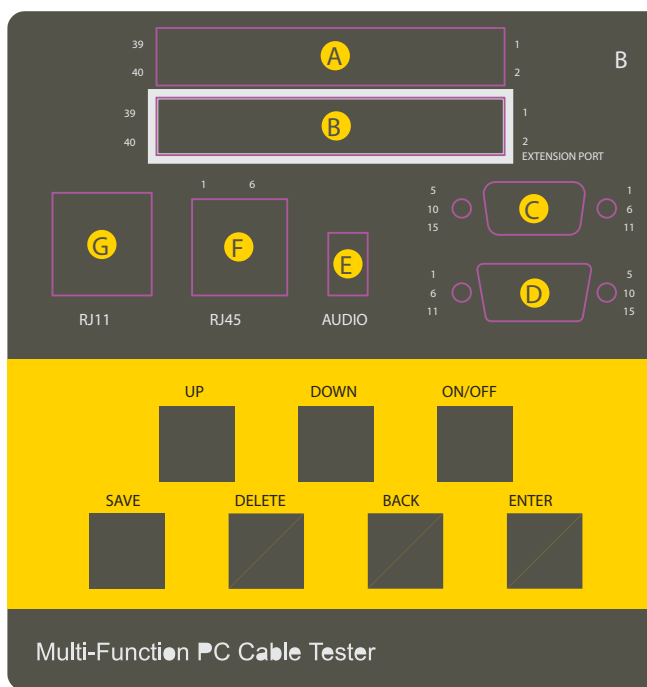 39 A 1 B
40 2
39 B 1
40 2
EXTENSION PORT
1 6
5 C 1
10 6
15 11
G F E
1 D 5
6 10
11 15
RJ11 RJ45 AUDIO
UP DOWN ON/OFF
SAVE DELETE BACK ENTER
Multi-Function PC Cable Tester